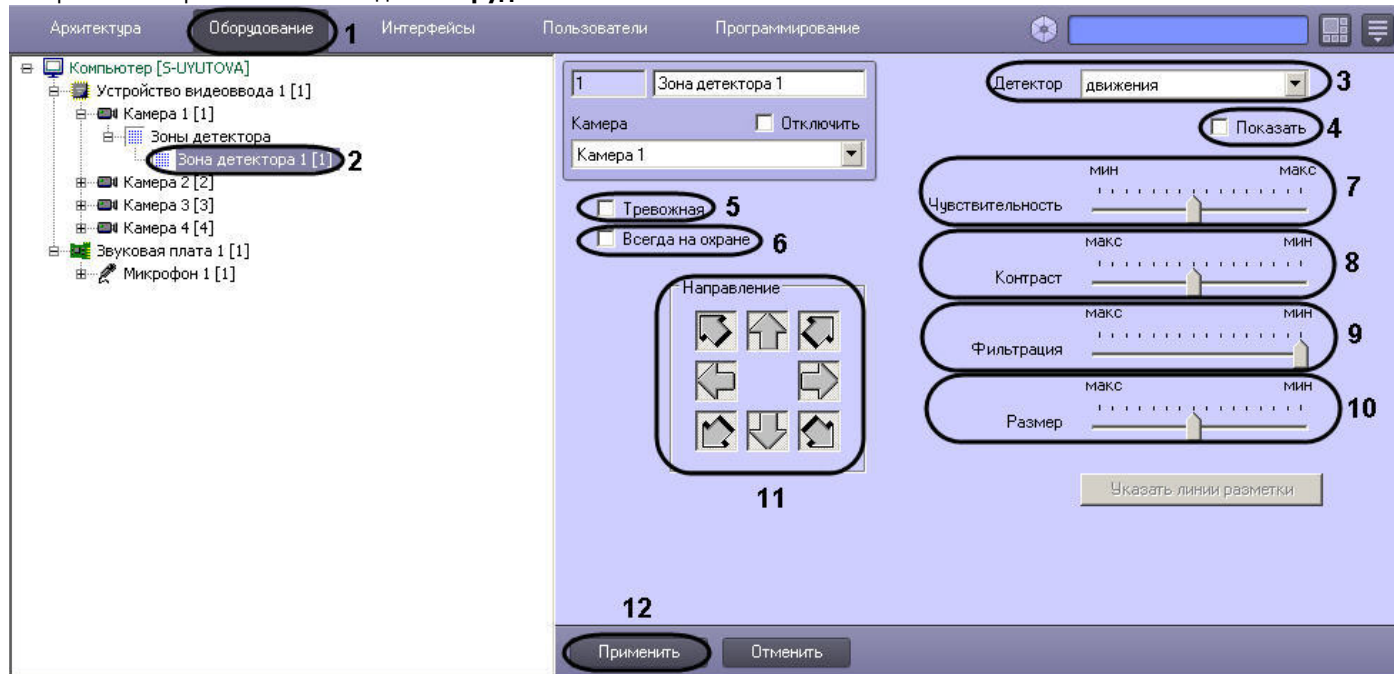 Архитектура Оборудование 1 Интерфейсы Пользователи Программирование
Компьютер [S-UYUTOVA]
Устройство видеоввода 1 [1]
Камера 1 [1]
Зоны детектора
Зона детектора 1 [1] 2
Камера 2 [2]
Камера 3 [3]
Камера 4 [4]
Звуковая плата 1 [1]
Микрофон 1 [1]
1 Зона детектора 1
Камера Отключить
Камера 1
Тревожная 5
Всегда на охране 6
Направление
11
Детектор движения 3
Показать 4
мин макс
Чувствительность 7
макс мин
Контраст 8
макс мин
Фильтрация 9
макс мин
Размер 10
Указать линии разметки
12
Применить Отменить